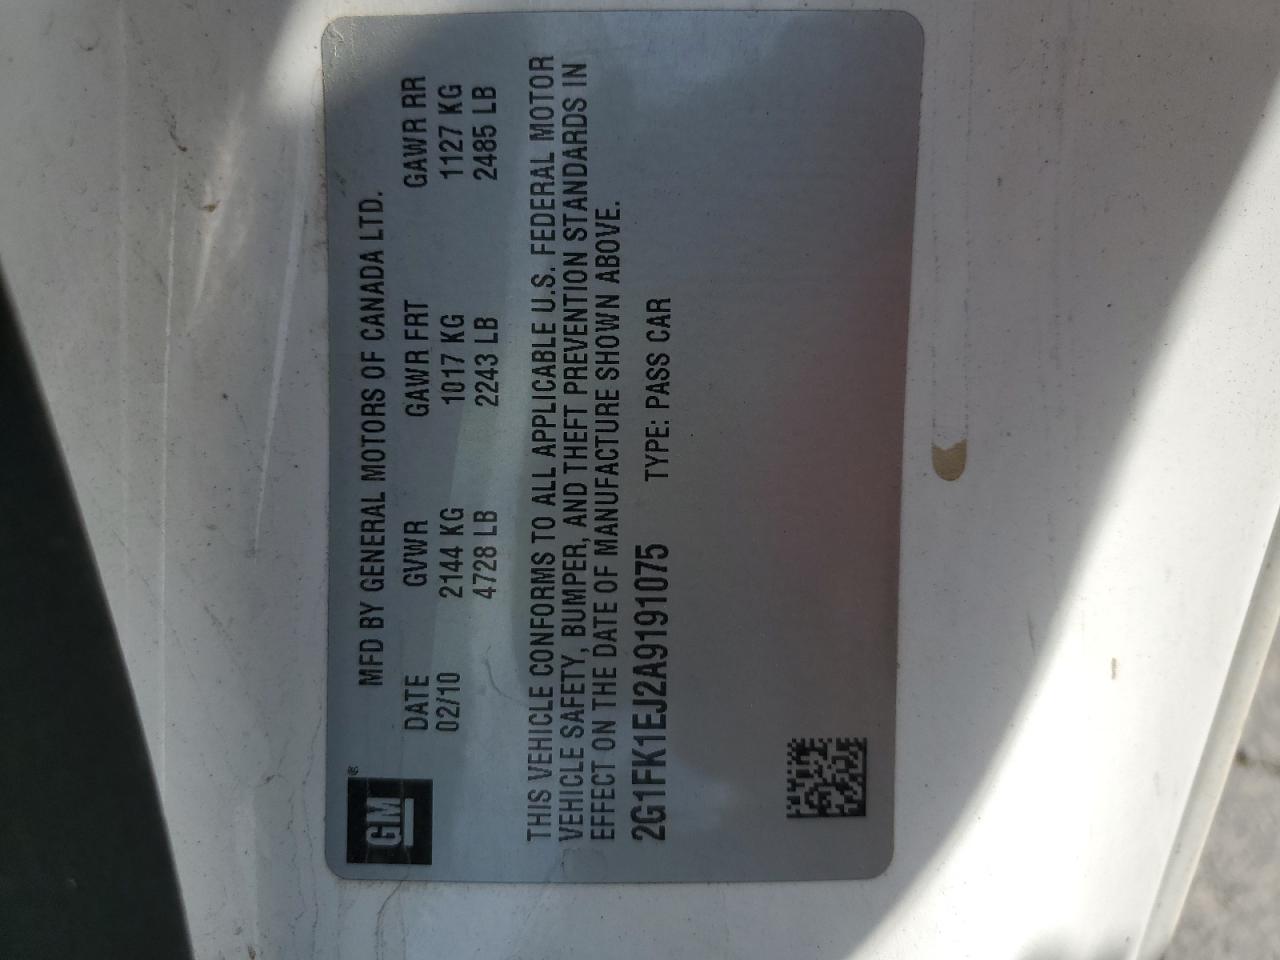 GM®
MFD BY GENERAL MOTORS OF CANADA LTD.
DATE GVWR GAWR FRT GAWR RR
02/10 2144 KG 1017 KG 1127 KG
4728 LB 2243 LB 2485 LB
THIS VEHICLE CONFORMS TO ALL APPLICABLE U.S. FEDERAL MOTOR
VEHICLE SAFETY, BUMPER, AND THEFT PREVENTION STANDARDS IN
EFFECT ON THE DATE OF MANUFACTURE SHOWN ABOVE.
2G1FK1EJ2A9191075 TYPE: PASS CAR